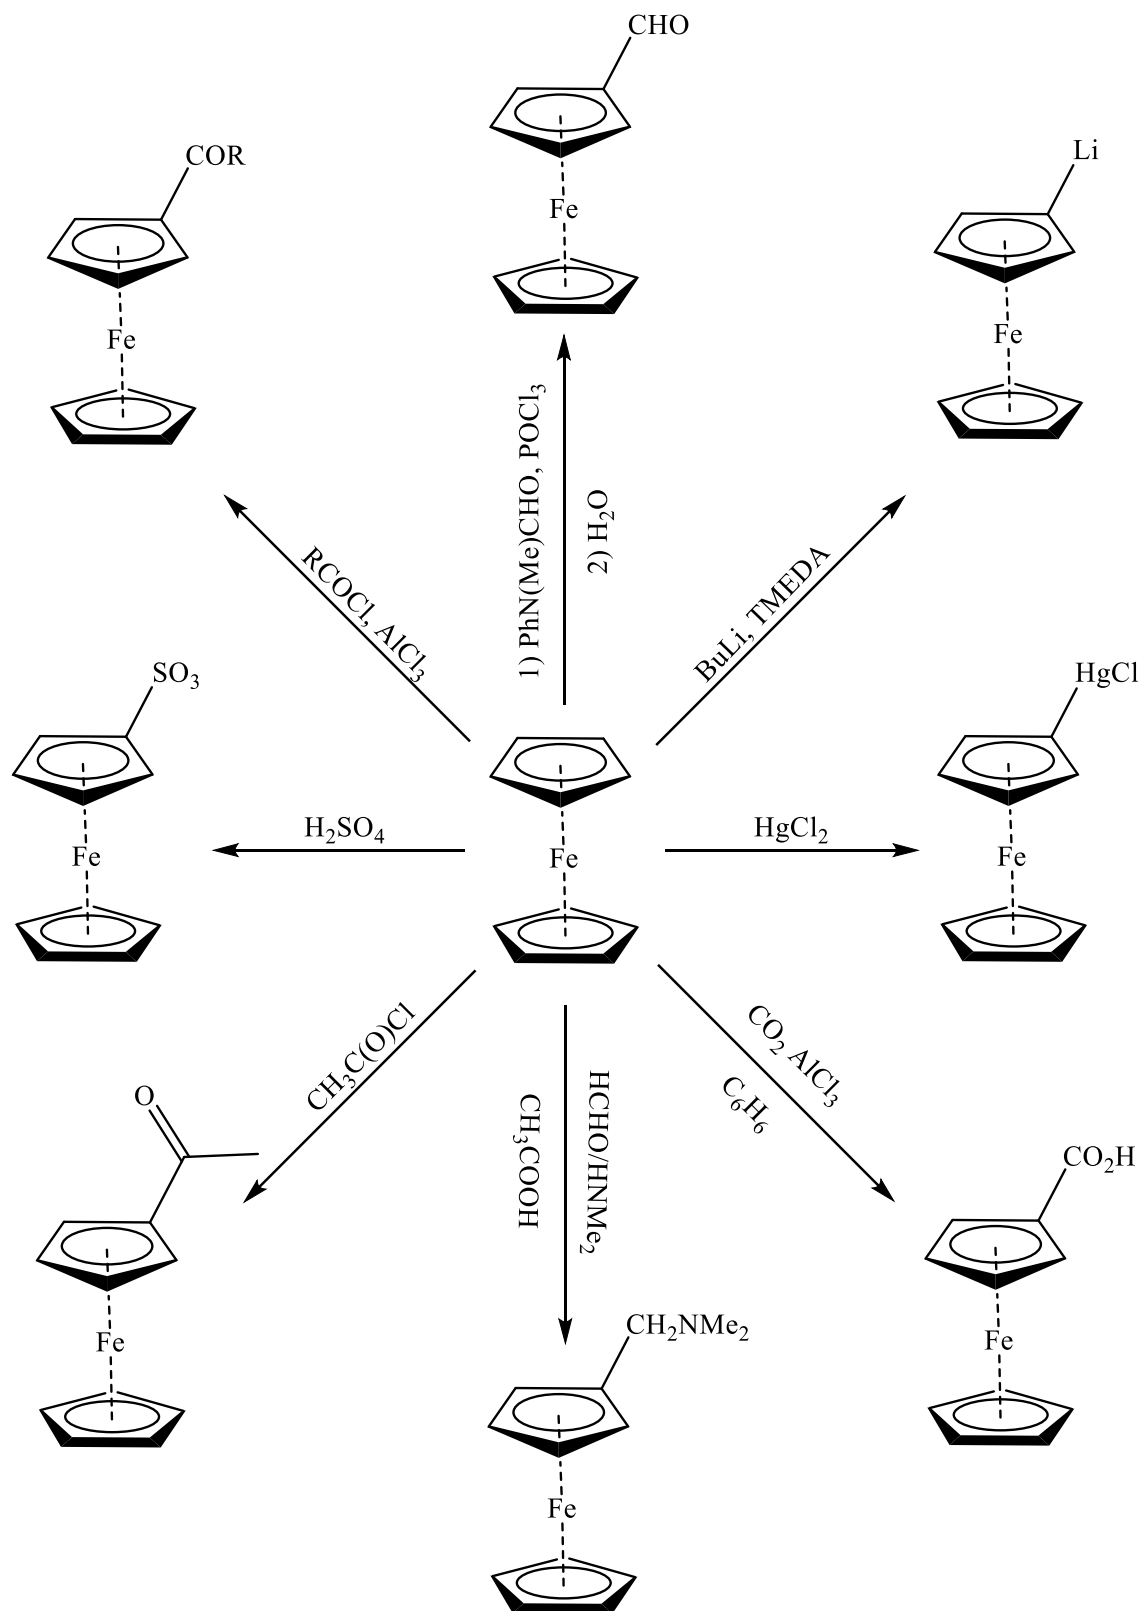 CHO
COR
Fe
Li
Fe
Fe
1) PhN(Me)CHO, POCl₃
2) H₂O
RCOCl, AlCl₃
BuLi, TMEDA
SO₃
HgCl
H₂SO₄
HgCl₂
Fe
Fe
Fe
CH₃C(O)Cl
CO₂ AlCl₃
C₆H₆
HCHO/HNMe₂
CH₃COOH
O
CO₂H
Fe
Fe
CH₂NMe₂
Fe